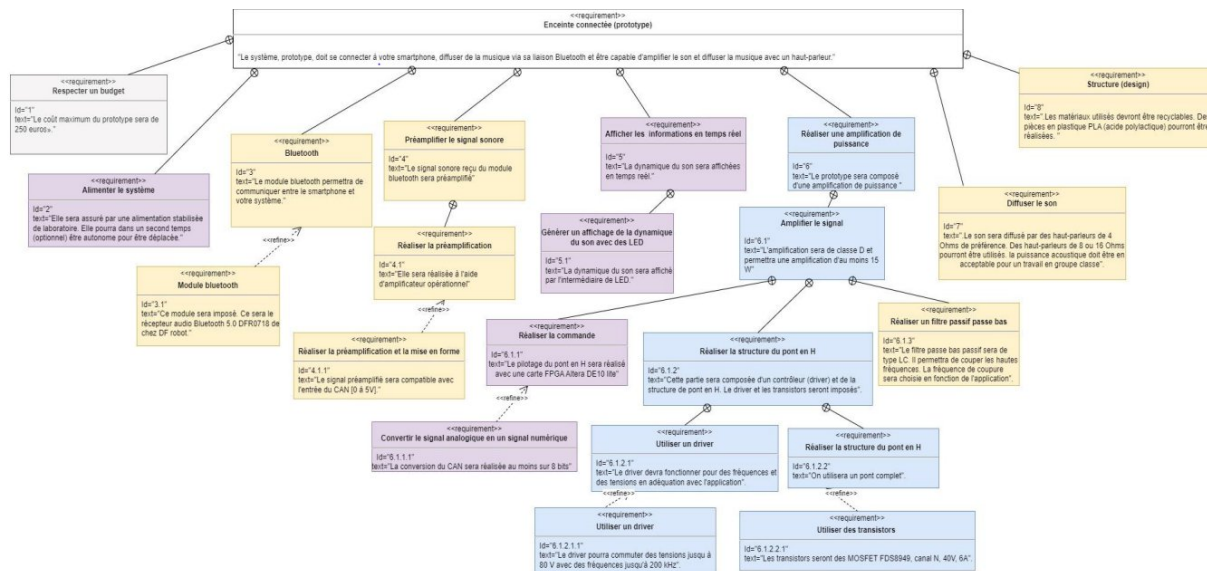 <<requirement>>
Enceinte connectée (prototype)
"Le système, prototype, doit se connecter à votre smartphone, diffuser de la musique via sa liaison Bluetooth et être capable d'amplifier le son et diffuser la musique avec un haut-parleur.
<<requirement>>
Respecter un budget
Id="1"
text="Le coût maximum du prototype sera de
250 euros».
<<requirement>>
Alimenter le système
Id="2"
text="Elle sera assuré par une alimentation stabilisée
de laboratoire. Elle pourra dans un second temps
(optionnel) être autonome pour être déplacée."
<<requirement>>
Bluetooth
Id="3"
text="Le module bluetooth permettra de
communiquer entre le smartphone et
votre système."
<<refine>>
<<requirement>>
Module bluetooth
Id="3.1"
text="Ce module sera imposé. Ce sera le
récepteur audio Bluetooth 5.0 DFR0718 de
chez DF robot."
<<requirement>>
Préamplifier le signal sonore
Id="4"
text="Le signal sonore reçu du module
bluetooth sera préamplifié"
<<requirement>>
Réaliser la préamplification
Id="4.1"
text="Elle sera réalisée à l'aide
d'amplificateur opérationnel"
<<refine>>
<<requirement>>
Réaliser la préamplification et la mise en forme
Id="4.1.1"
text="Le signal préamplifié sera compatible avec
l'entrée du CAN [0 à 5V]."
<<requirement>>
Afficher les informations en temps réel
Id="5"
text="La dynamique du son sera affichées
en temps reèl."
<<requirement>>
Générer un affichage de la dynamique
du son avec des LED
Id="5.1"
text="La dynamique du son sera affiché
par l'intermédiaire de LED."
<<requirement>>
Réaliser une amplification de
puissance
Id="6"
text="Le prototype sera composé
d'une amplification de puissance "
<<requirement>>
Amplifier le signal
Id="6.1"
text="L'amplification sera de classe D et
permettra une amplification d'au moins 15
W"
<<requirement>>
Réaliser la commande
Id="6.1.1"
text="Le pilotage du pont en H sera réalisé
avec une carte FPGA Altera DE10 lite"
<<refine>>
<<requirement>>
Convertir le signal analogique en un signal numérique
Id="6.1.1.1"
text="La conversion du CAN sera réalisée au moins sur 8 bits"
<<requirement>>
Réaliser la structure du pont en H
Id="6.1.2"
text="Cette partie sera composée d'un contrôleur (driver) et de la
structure de pont en H. Le driver et les transistors seront imposés".
<<requirement>>
Utiliser un driver
Id="6.1.2.1"
text="Le driver devra fonctionner pour des fréquences et
des tensions en adéquation avec l'application".
<<refine>>
<<requirement>>
Utiliser un driver
Id="6.1.2.1.1"
text="Le driver pourra commuter des tensions jusqu à
80 V avec des fréquences jusqu'à 200 kHz".
<<requirement>>
Réaliser la structure du pont en H
Id="6.1.2.2"
text="On utilisera un pont complet".
<<refine>>
<<requirement>>
Utiliser des transistors
Id="6.1.2.2.1"
text="Les transistors seront des MOSFET FDS8949, canal N, 40V, 6A".
<<requirement>>
Réaliser un filtre passif passe bas
Id="6.1.3"
text="Le filtre passe bas passif sera de
type LC. Il permettra de couper les hautes
fréquences. La fréquence de coupure
sera choisie en fonction de l'application".
<<requirement>>
Diffuser le son
Id="7"
text=".Le son sera diffusé par des haut-parleurs de 4
Ohms de préférence. Des haut-parleurs de 8 ou 16 Ohms
pourront être utilisés. la puissance acoustique doit être en
acceptable pour un travail en groupe classe".
<<requirement>>
Structure (design)
Id="8"
text=".Les matériaux utilisés devront être recyclables. De
pièces en plastique PLA (acide polylactique) pourront être
réalisées. "